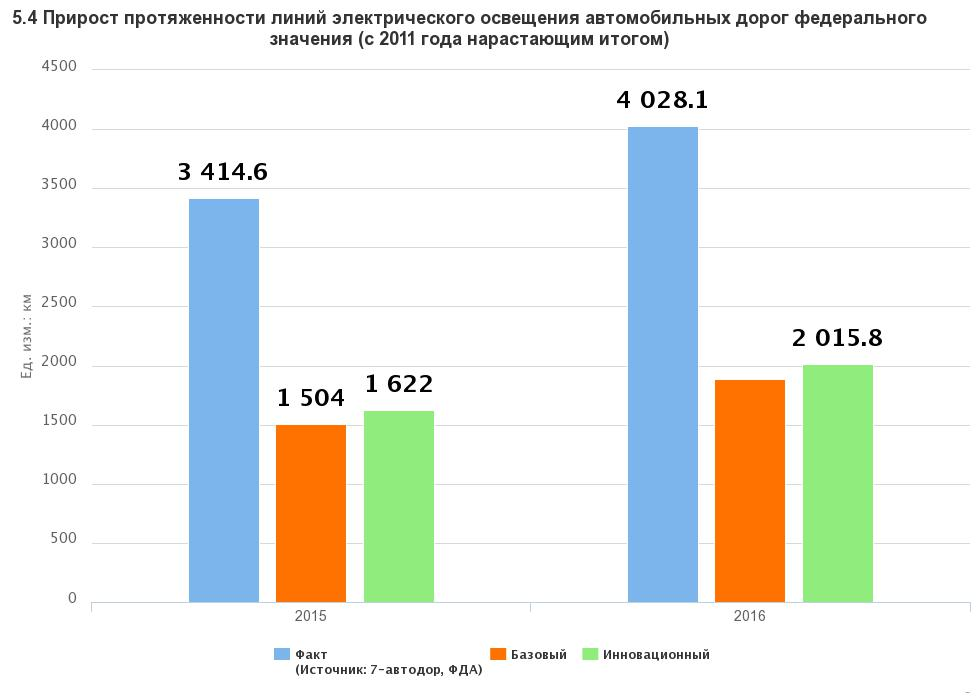 5.4 Прирост протяженности линий электрического освещения автомобильных дорог федерального
значения (с 2011 года нарастающим итогом)
4500
4000
3500
3000
2500
2000
1500
1000
500
0
Ед. изм.: км
3 414.6
1 504
1 622
4 028.1
2 015.8
2015
2016
Факт
(Источник: 7-автодор, ФДА)
Базовый
Инновационный